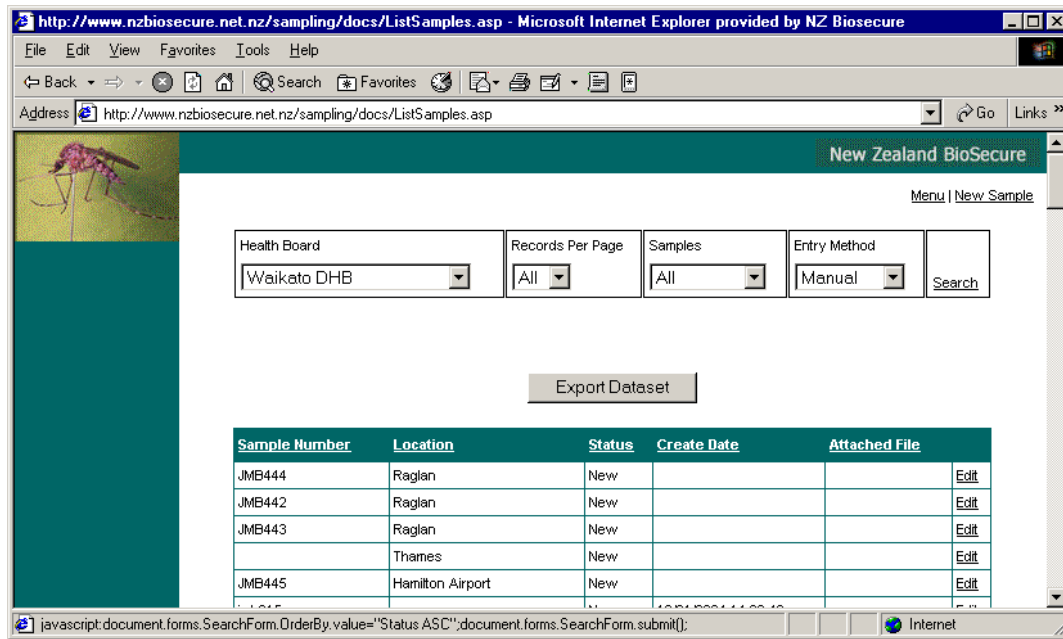 http://www.nzbiosecure.net.nz/sampling/docs/ListSamples.asp - Microsoft Internet Explorer provided by NZ Biosecure
File Edit View Favorites Tools Help
Back Search Favorites
Address http://www.nzbiosecure.net.nz/sampling/docs/ListSamples.asp Go Links »
New Zealand BioSecure
Menu | New Sample
Health Board Records Per Page Samples Entry Method
Waikato DHB All All Manual Search
Export Dataset
Sample Number Location Status Create Date Attached File
JMB444 Raglan New Edit
JMB442 Raglan New Edit
JMB443 Raglan New Edit
Thames New Edit
JMB445 Hamilton Airport New Edit
javascript:document.forms.SearchForm.OrderBy.value="Status ASC";document.forms.SearchForm.submit(); Internet